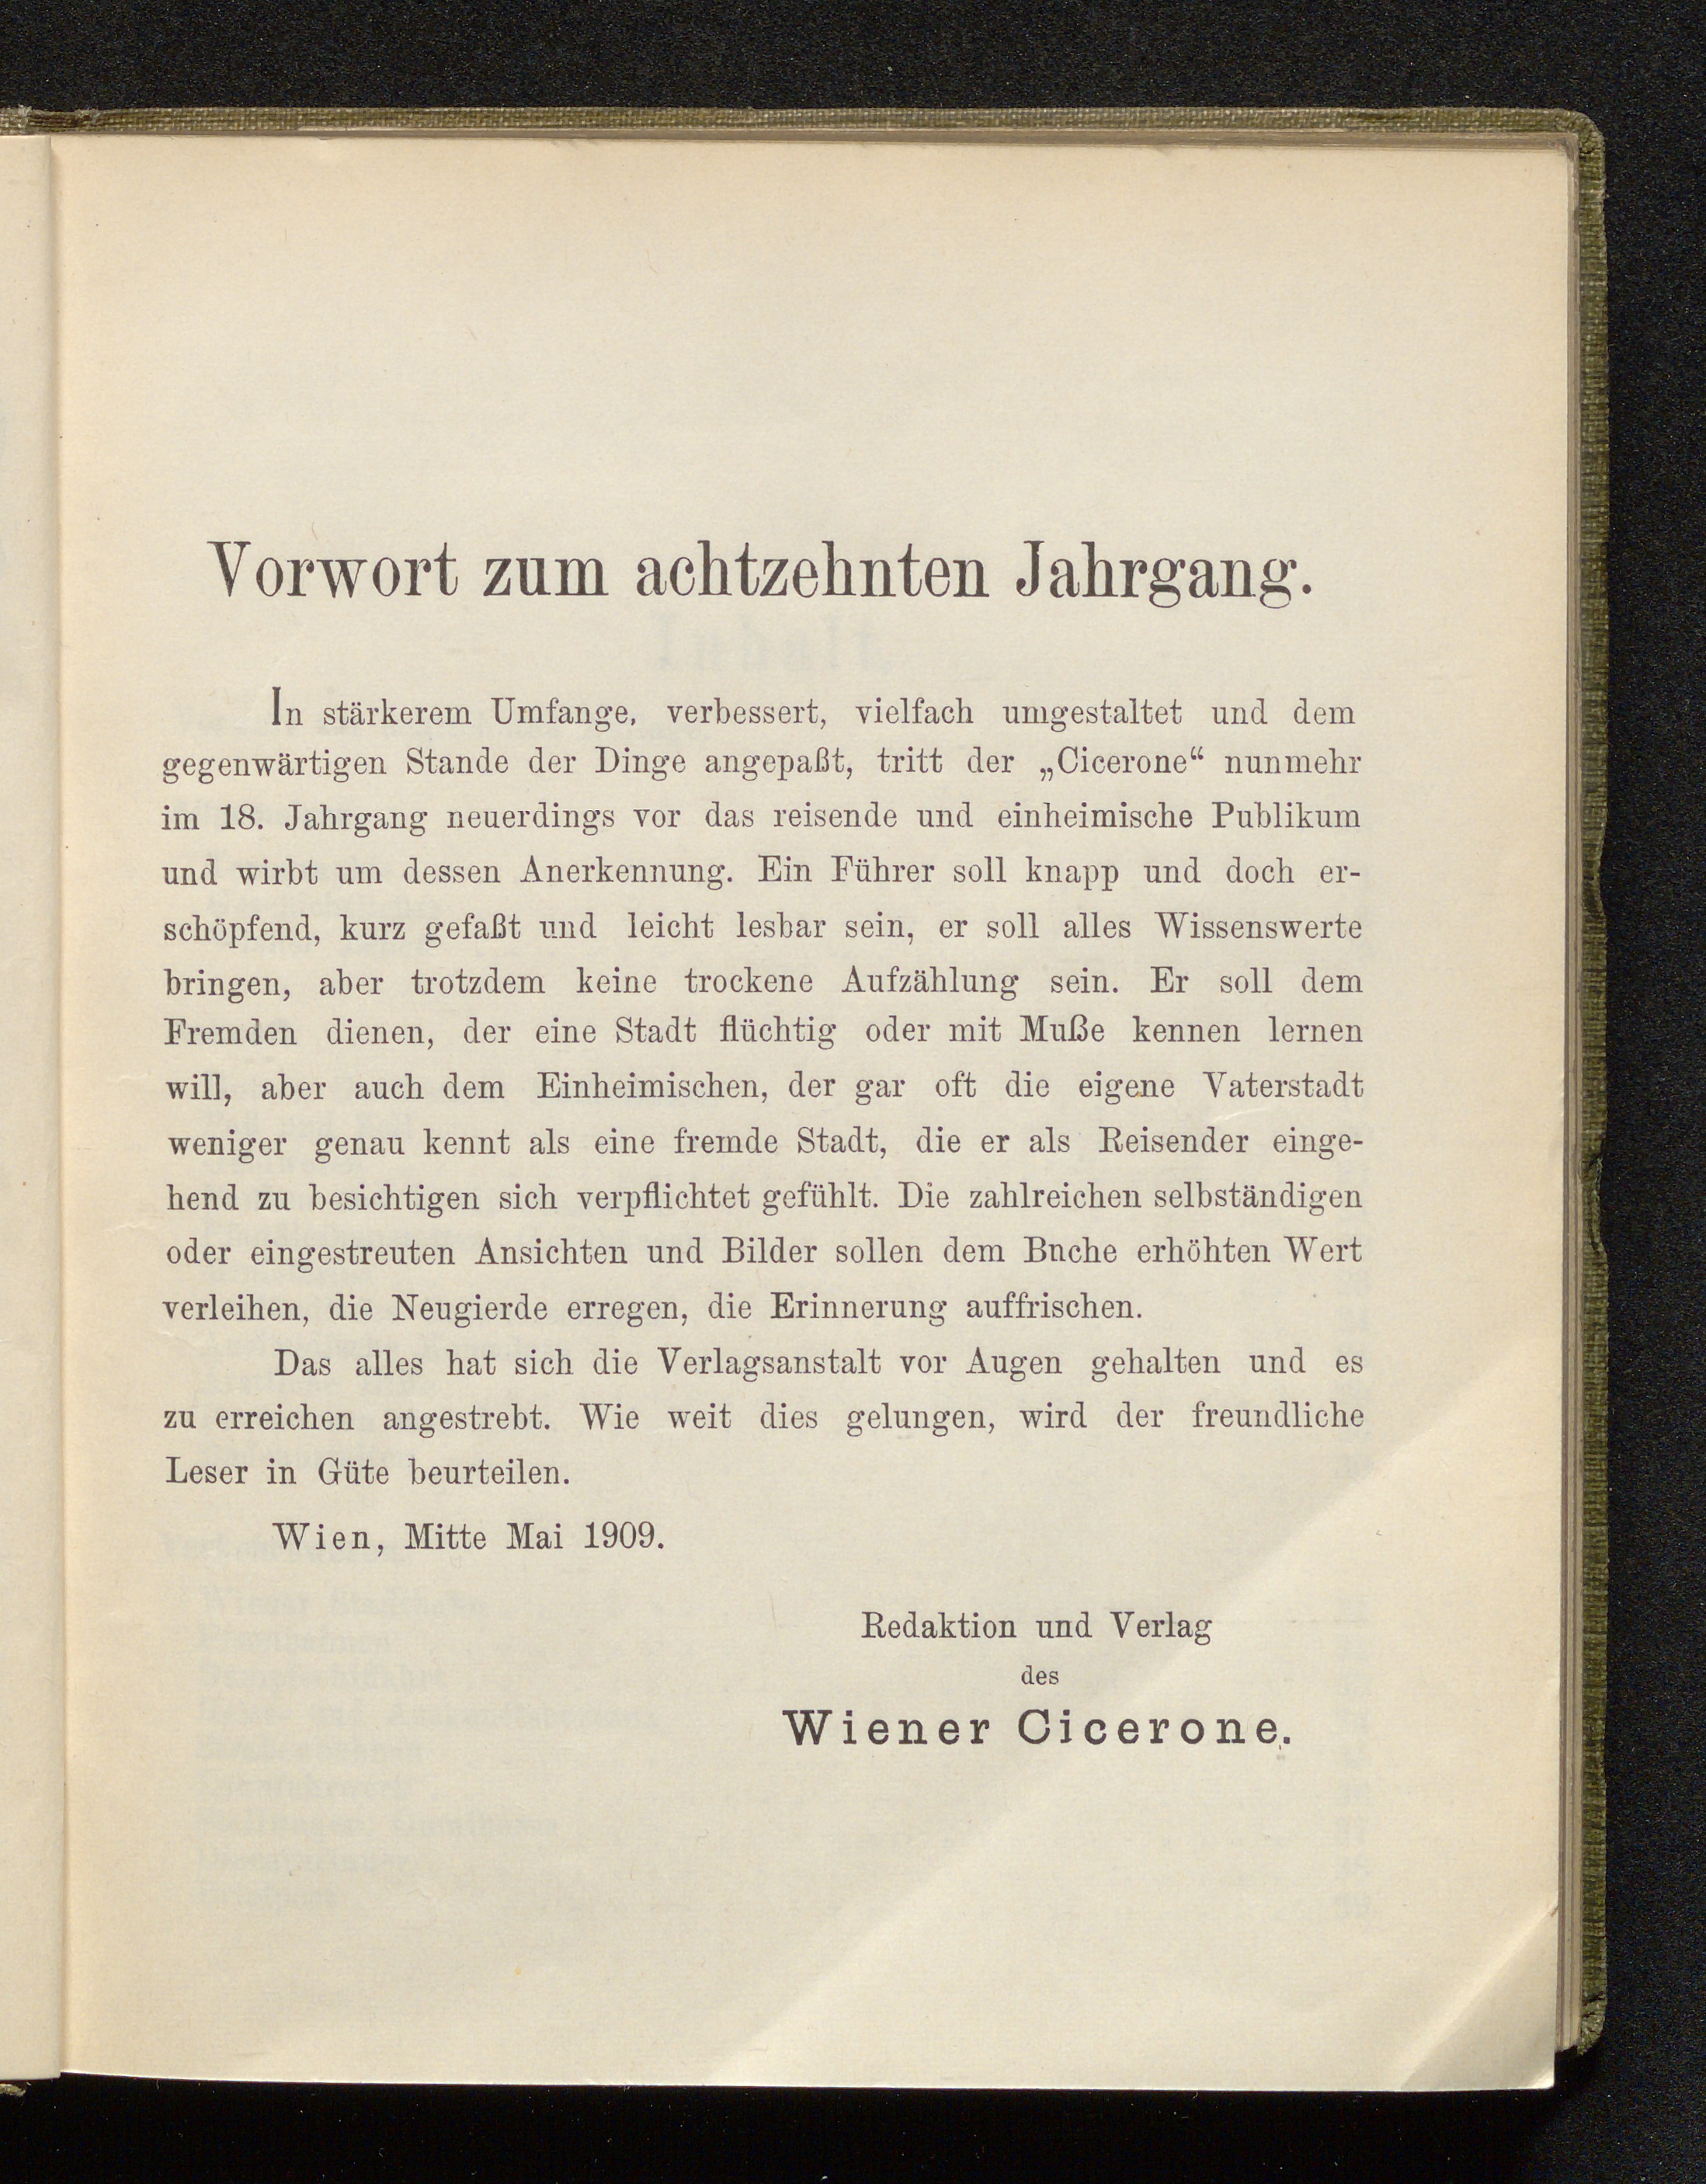 Vorwort zum achtzehnten Jahrgang.
In stärkerem Umfange, verbessert, vielfach umgestaltet und dem
gegenwärtigen Stande der Dinge angepaßt, tritt der „Cicerone“ nunmehr
im 18. Jahrgang neuerdings vor das reisende und einheimische Publikum
und wirbt um dessen Anerkennung. Ein Führer soll knapp und doch er-
schöpfend, kurz gefaßt und leicht lesbar sein, er soll alles Wissenswerte
bringen, aber trotzdem keine trockene Aufzählung sein. Er soll dem
Fremden dienen, der eine Stadt flüchtig oder mit Muße kennen lernen
will, aber auch dem Einheimischen, der gar oft die eigene Vaterstadt
weniger genau kennt als eine fremde Stadt, die er als Reisender einge-
hend zu besichtigen sich verpflichtet gefühlt. Die zahlreichen selbständigen
oder eingestreuten Ansichten und Bilder sollen dem Bnche erhöhten Wert
verleihen, die Neugierde erregen, die Erinnerung auffrischen.
Das alles hat sich die Verlagsanstalt vor Augen gehalten und es
zu erreichen angestrebt. Wie weit dies gelungen, wird der freundliche
Leser in Güte beurteilen.
Wien, Mitte Mai 1909.
Redaktion und Verlag
des
Wiener Cicerone.